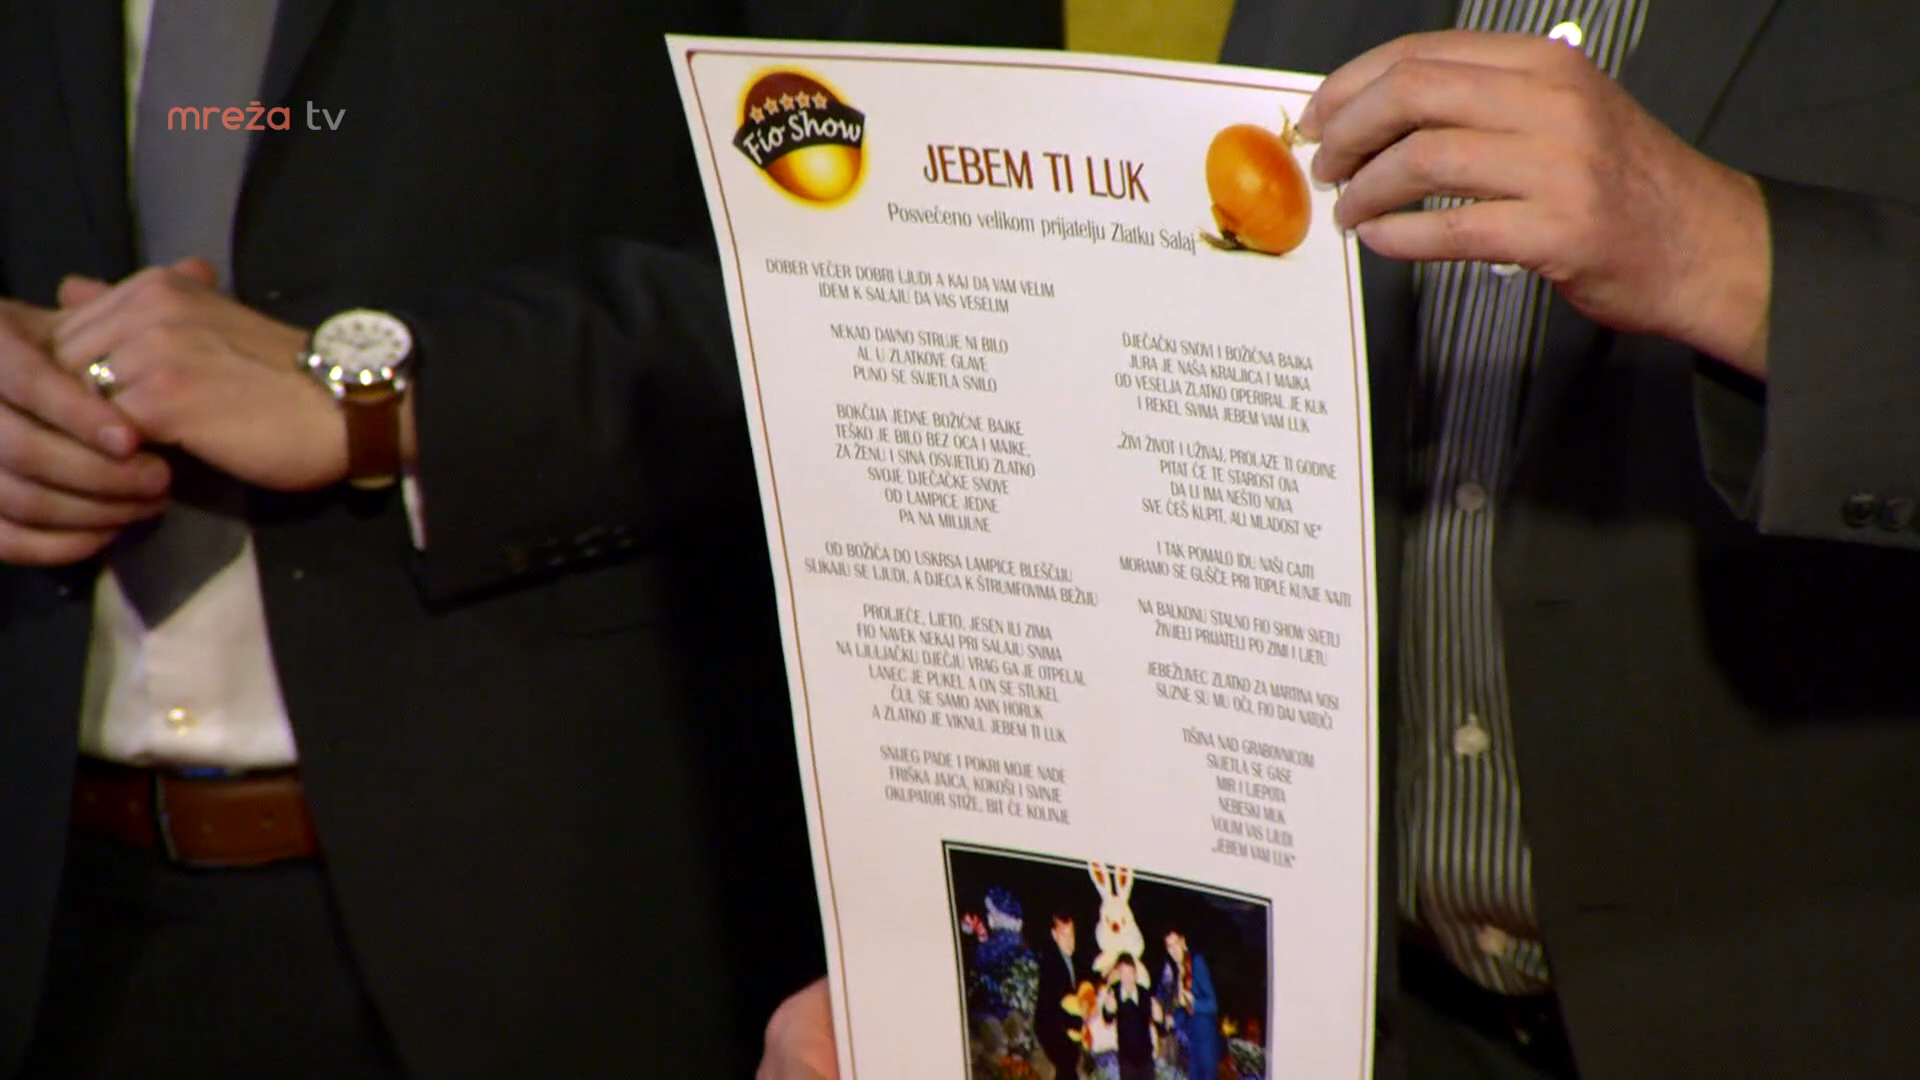 mreža tv
Fio Show
JEBEM TI LUK
Posvećeno velikom prijatelju Zlatku Salaj
DOBER VEČER DOBRI LJUDI A KAJ DA VAM VELIM
IDEM K SALAJU DA VAS VESELIM
NEKAD DAVNO STRUJE NI BILO
AL U ZLATKOVE GLAVE
PUNO SE SVJETLA SNILO
BOKČIJA JEDNE BOŽIĆNE BAJKE
TEŠKO JE BILO BEZ OCA I MAJKE,
ZA ŽENU I SINA OSVJETLIO ZLATKO
SVOJE DJEČAČKE SNOVE
OD LAMPICE JEDNE
PA NA MILIJUNE
OD BOŽIĆA DO USKRSA LAMPICE BLEŠČIJU
SLIKAJU SE LJUDI, A DJECA K ŠTRUMFOVIMA BEŽIJU
PROLJEĆE, LJETO, JESEN ILI ZIMA
FIO NAVEK NEKAJ PRI SALAJU SNIMA
NA LJULJAČKU DJEČJU VRAG GA JE OTPELAL
LANEC JE PUKEL A ON SE STUKEL
ČUL SE SAMO ANIN HORUK
A ZLATKO JE VIKNUL JEBEM TI LUK
SNIJEG PADE I POKRI MOJE NADE
FRIŠKA JAJCA, KOKOŠI I SVINJE
OKUPATOR STIŽE, BIT ĆE KOLINJE
DJEČAČKI SNOVI I BOŽIĆNA BAJKA
JURA JE NAŠA KRALJICA I MAJKA
OD VESELJA ZLATKO OPERIRAL JE KUK
I REKEL SVIMA JEBEM VAM LUK
„ŽIVI ŽIVOT I UŽIVAJ, PROLAZE TI GODINE
PITAT ĆE TE STAROST OVA
DA LI IMA NEŠTO NOVA
SVE ĆEŠ KUPIT, ALI MLADOST NE"
I TAK POMALO IDU NAŠI CAJTI
MORAMO SE GUŠĆE PRI TOPLE KUNJE NAJTI
NA BALKONU STALNO FIO SHOW SVETLI
ŽIVJELI PRIJATELI PO ZIMI I LJETU
JEBEŽLIVEC ZLATKO ZA MARTINA NOSI
SUZNE SU MU OČI, FIO DAJ NATOČI
TIŠINA NAD GRABOVNICOM
SVJETLA SE GASE
MIR I LJEPOTA
NEBESKI MUK
VOLIM VAS LJUDI
„JEBEM VAM LUK"